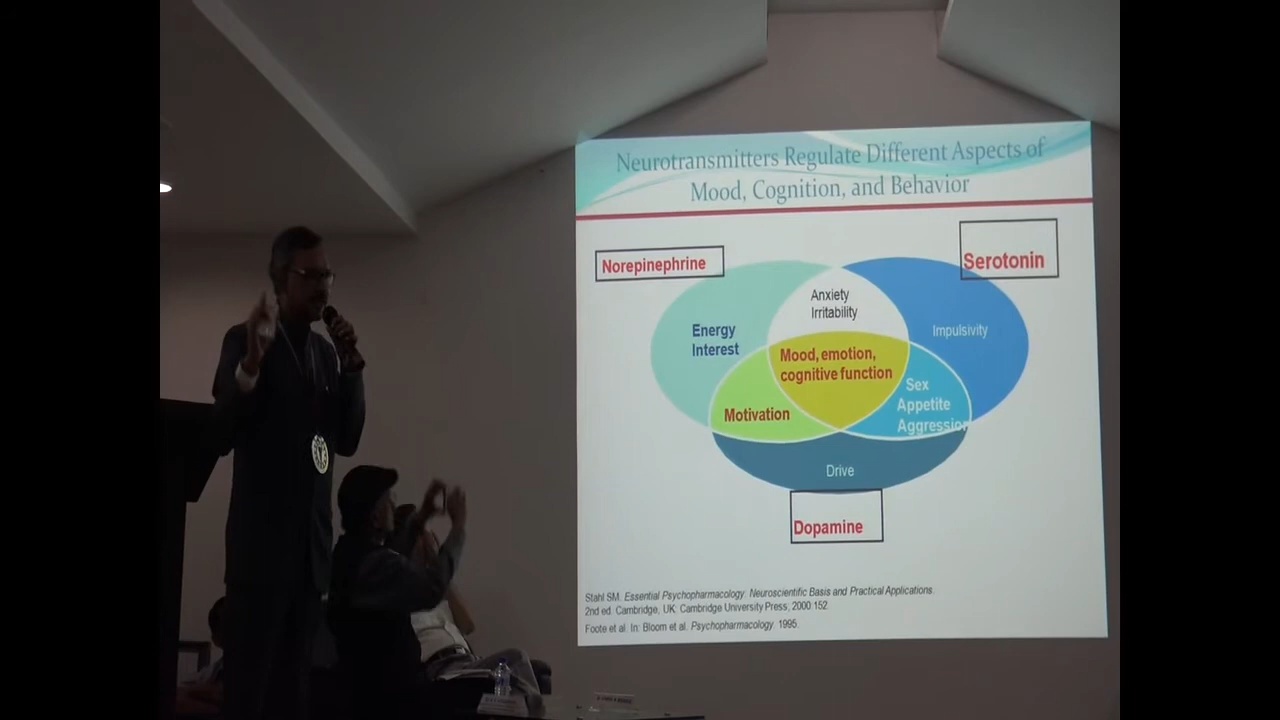 Neurotransmitters Regulate Different Aspects of
Mood, Cognition, and Behavior
Norepinephrine
Serotonin
Anxiety
Irritability
Energy
Interest
Impulsivity
Mood, emotion,
cognitive function
Sex
Appetite
Aggression
Motivation
Drive
Dopamine
Stahl SM. Essential Psychopharmacology. Neuroscientific Basis and Practical Applications.
2nd ed. Cambridge, UK: Cambridge University Press, 2000:152.
Foote et al. In: Bloom et al. Psychopharmacology. 1995.